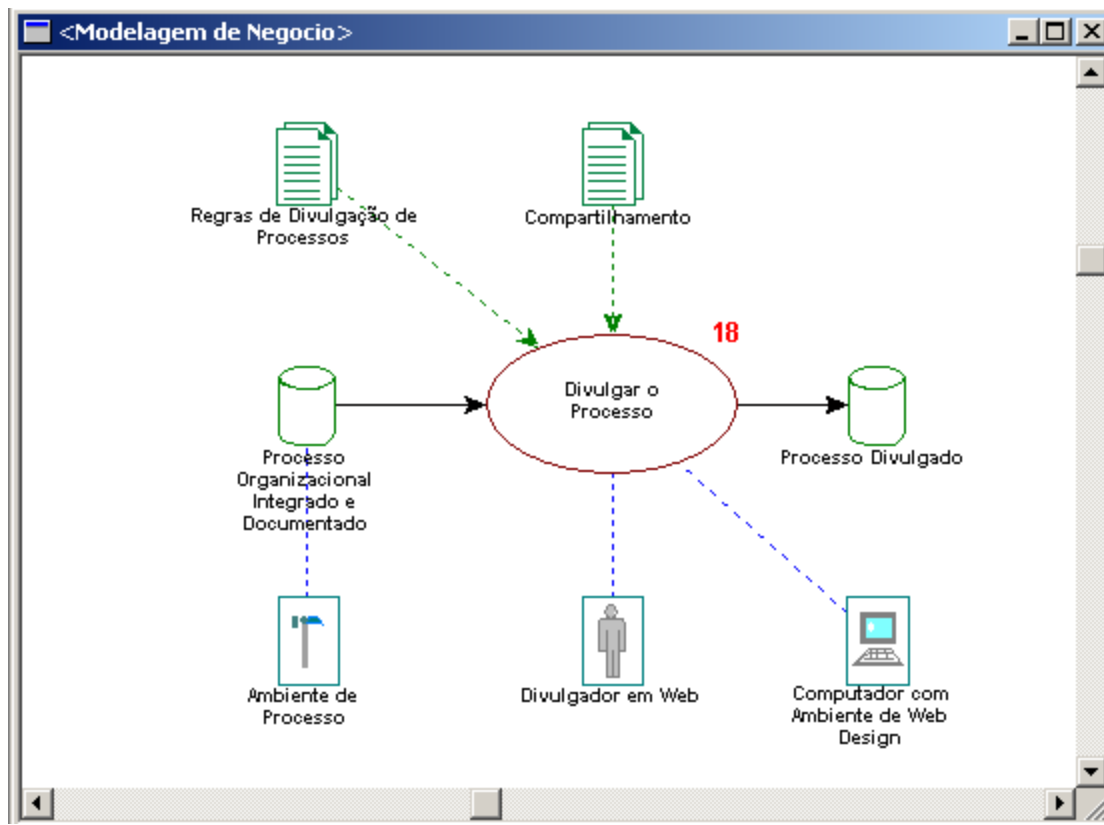 <Modelagem de Negocio>
Regras de Divulgação de
Processos
Compartilhamento
18
Divulgar o
Processo
Processo
Organizacional
Integrado e
Documentado
Processo Divulgado
Ambiente de
Processo
Divulgador em Web
Computador com
Ambiente de Web
Design